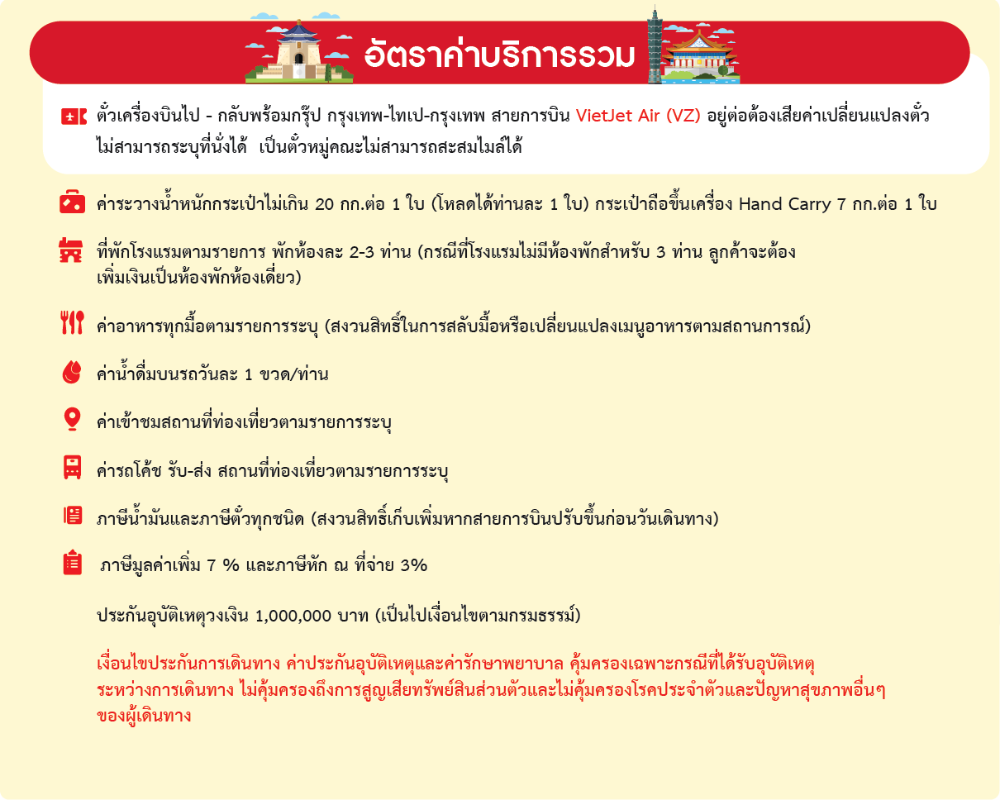 อัตราค่าบริการรวม
ตั๋วเครื่องบินไป - กลับพร้อมกรุ๊ป กรุงเทพ-ไทเป-กรุงเทพ สายการบิน VietJet Air (VZ) อยู่ต่อต้องเสียค่าเปลี่ยนแปลงตั๋ว
ไม่สามารถระบุที่นั่งได้ เป็นตั๋วหมู่คณะไม่สามารถสะสมไมล์ได้
ค่าระวางน้ำหนักกระเป๋าไม่เกิน 20 กก.ต่อ 1 ใบ (โหลดได้ท่านละ 1 ใบ) กระเป๋าถือขึ้นเครื่อง Hand Carry 7 กก.ต่อ 1 ใบ
ที่พักโรงแรมตามรายการ พักห้องละ 2-3 ท่าน (กรณีที่โรงแรมไม่มีห้องพักสำหรับ 3 ท่าน ลูกค้าจะต้อง
เพิ่มเงินเป็นห้องพักห้องเดี่ยว)
ค่าอาหารทุกมื้อตามรายการระบุ (สงวนสิทธิ์ในการสลับมื้อหรือเปลี่ยนแปลงเมนูอาหารตามสถานการณ์)
ค่าน้ำดื่มบนรถวันละ 1 ขวด/ท่าน
ค่าเข้าชมสถานที่ท่องเที่ยวตามรายการระบุ
ค่ารถโค้ช รับ-ส่ง สถานที่ท่องเที่ยวตามรายการระบุ
ภาษีน้ำมันและภาษีตั๋วทุกชนิด (สงวนสิทธิ์เก็บเพิ่มหากสายการบินปรับขึ้นก่อนวันเดินทาง)
ภาษีมูลค่าเพิ่ม 7 % และภาษีหัก ณ ที่จ่าย 3%
ประกันอุบัติเหตุวงเงิน 1,000,000 บาท (เป็นไปเงื่อนไขตามกรมธรรม์)
เงื่อนไขประกันการเดินทาง ค่าประกันอุบัติเหตุและค่ารักษาพยาบาล คุ้มครองเฉพาะกรณีที่ได้รับอุบัติเหตุ
ระหว่างการเดินทาง ไม่คุ้มครองถึงการสูญเสียทรัพย์สินส่วนตัวและไม่คุ้มครองโรคประจำตัวและปัญหาสุขภาพอื่นๆ
ของผู้เดินทาง